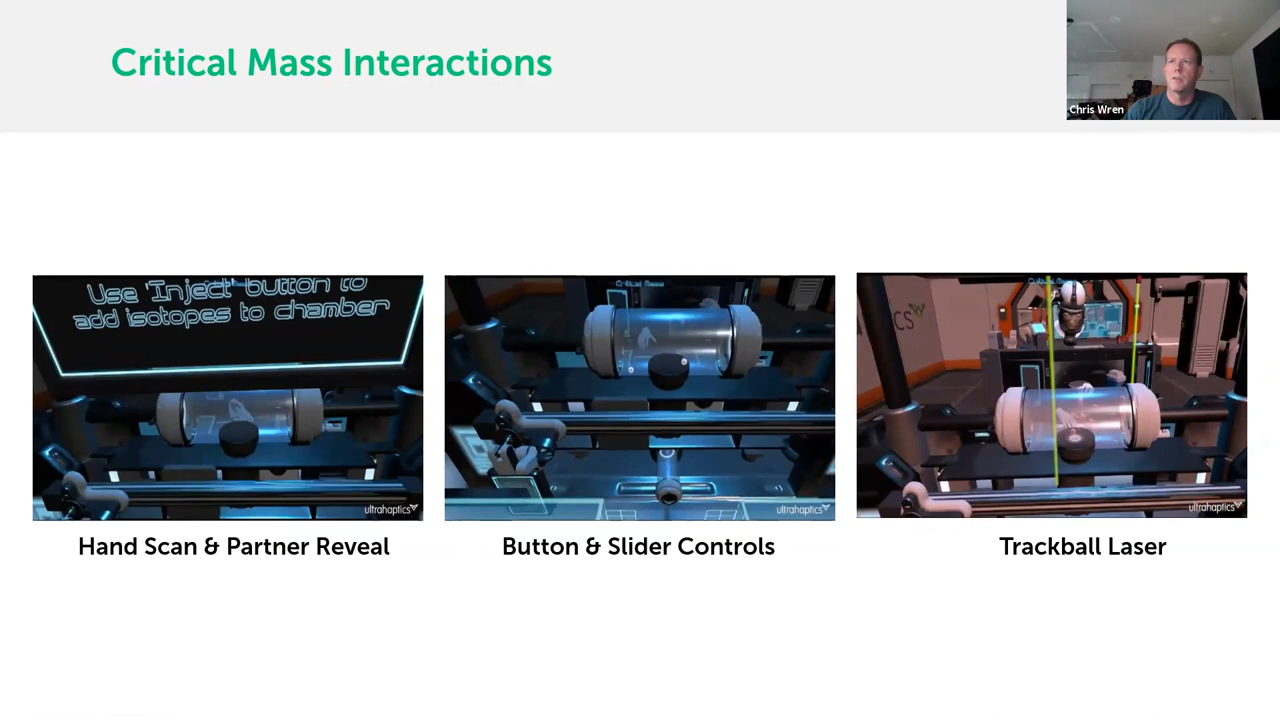 Critical Mass Interactions
Chris Wren
Use 'Inject' button to
add isotopes to chamber
ultrahaptics
ultrahaptics
CS
ultrahaptics
Hand Scan & Partner Reveal
Button & Slider Controls
Trackball Laser